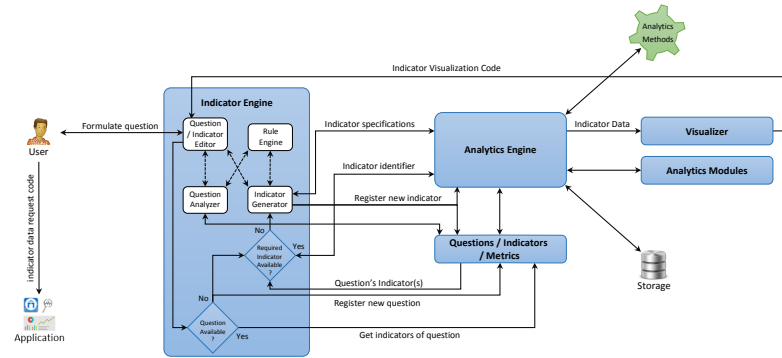 Analytics
Methods
Indicator Visualization Code
Indicator Engine
Question
/ Indicator
Editor
Rule
Engine
Formulate question
User
Indicator specifications
Analytics Engine
Indicator Data
Visualizer
Indicator identifier
Analytics Modules
Question
Analyzer
Indicator
Generator
Register new indicator
indicator data request code
No
Yes
Required
Indicator
Available
?
Questions / Indicators
/ Metrics
Storage
Question's Indicator(s)
No
Register new question
Question
Available
?
Yes
Get indicators of question
Application